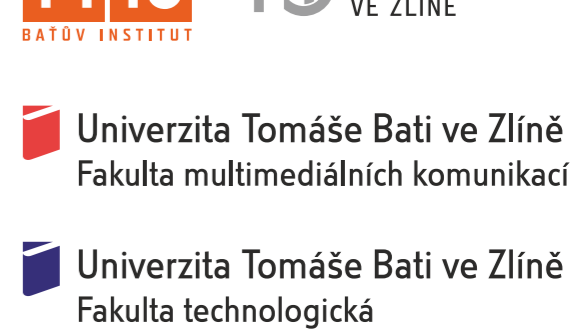 VE ZLÍNĚ
BAŤŮV INSTITUT
Univerzita Tomáše Bati ve Zlíně
Fakulta multimediálních komunikací
Univerzita Tomáše Bati ve Zlíně
Fakulta technologická